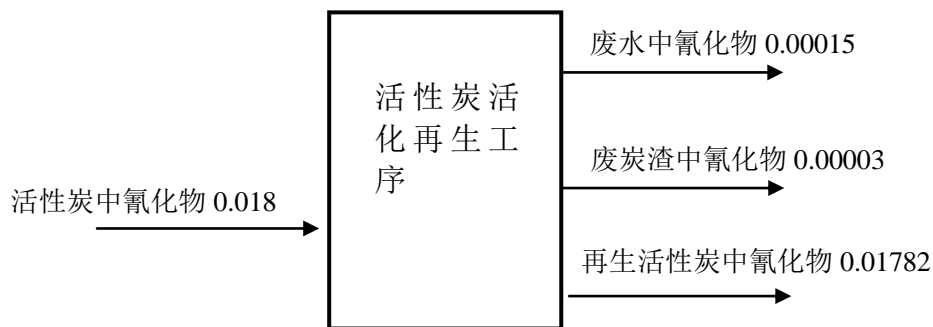 废水中氰化物 0.00015
活性炭活
化再生工
序
废炭渣中氰化物 0.00003
活性炭中氰化物 0.018
再生活性炭中氰化物 0.01782